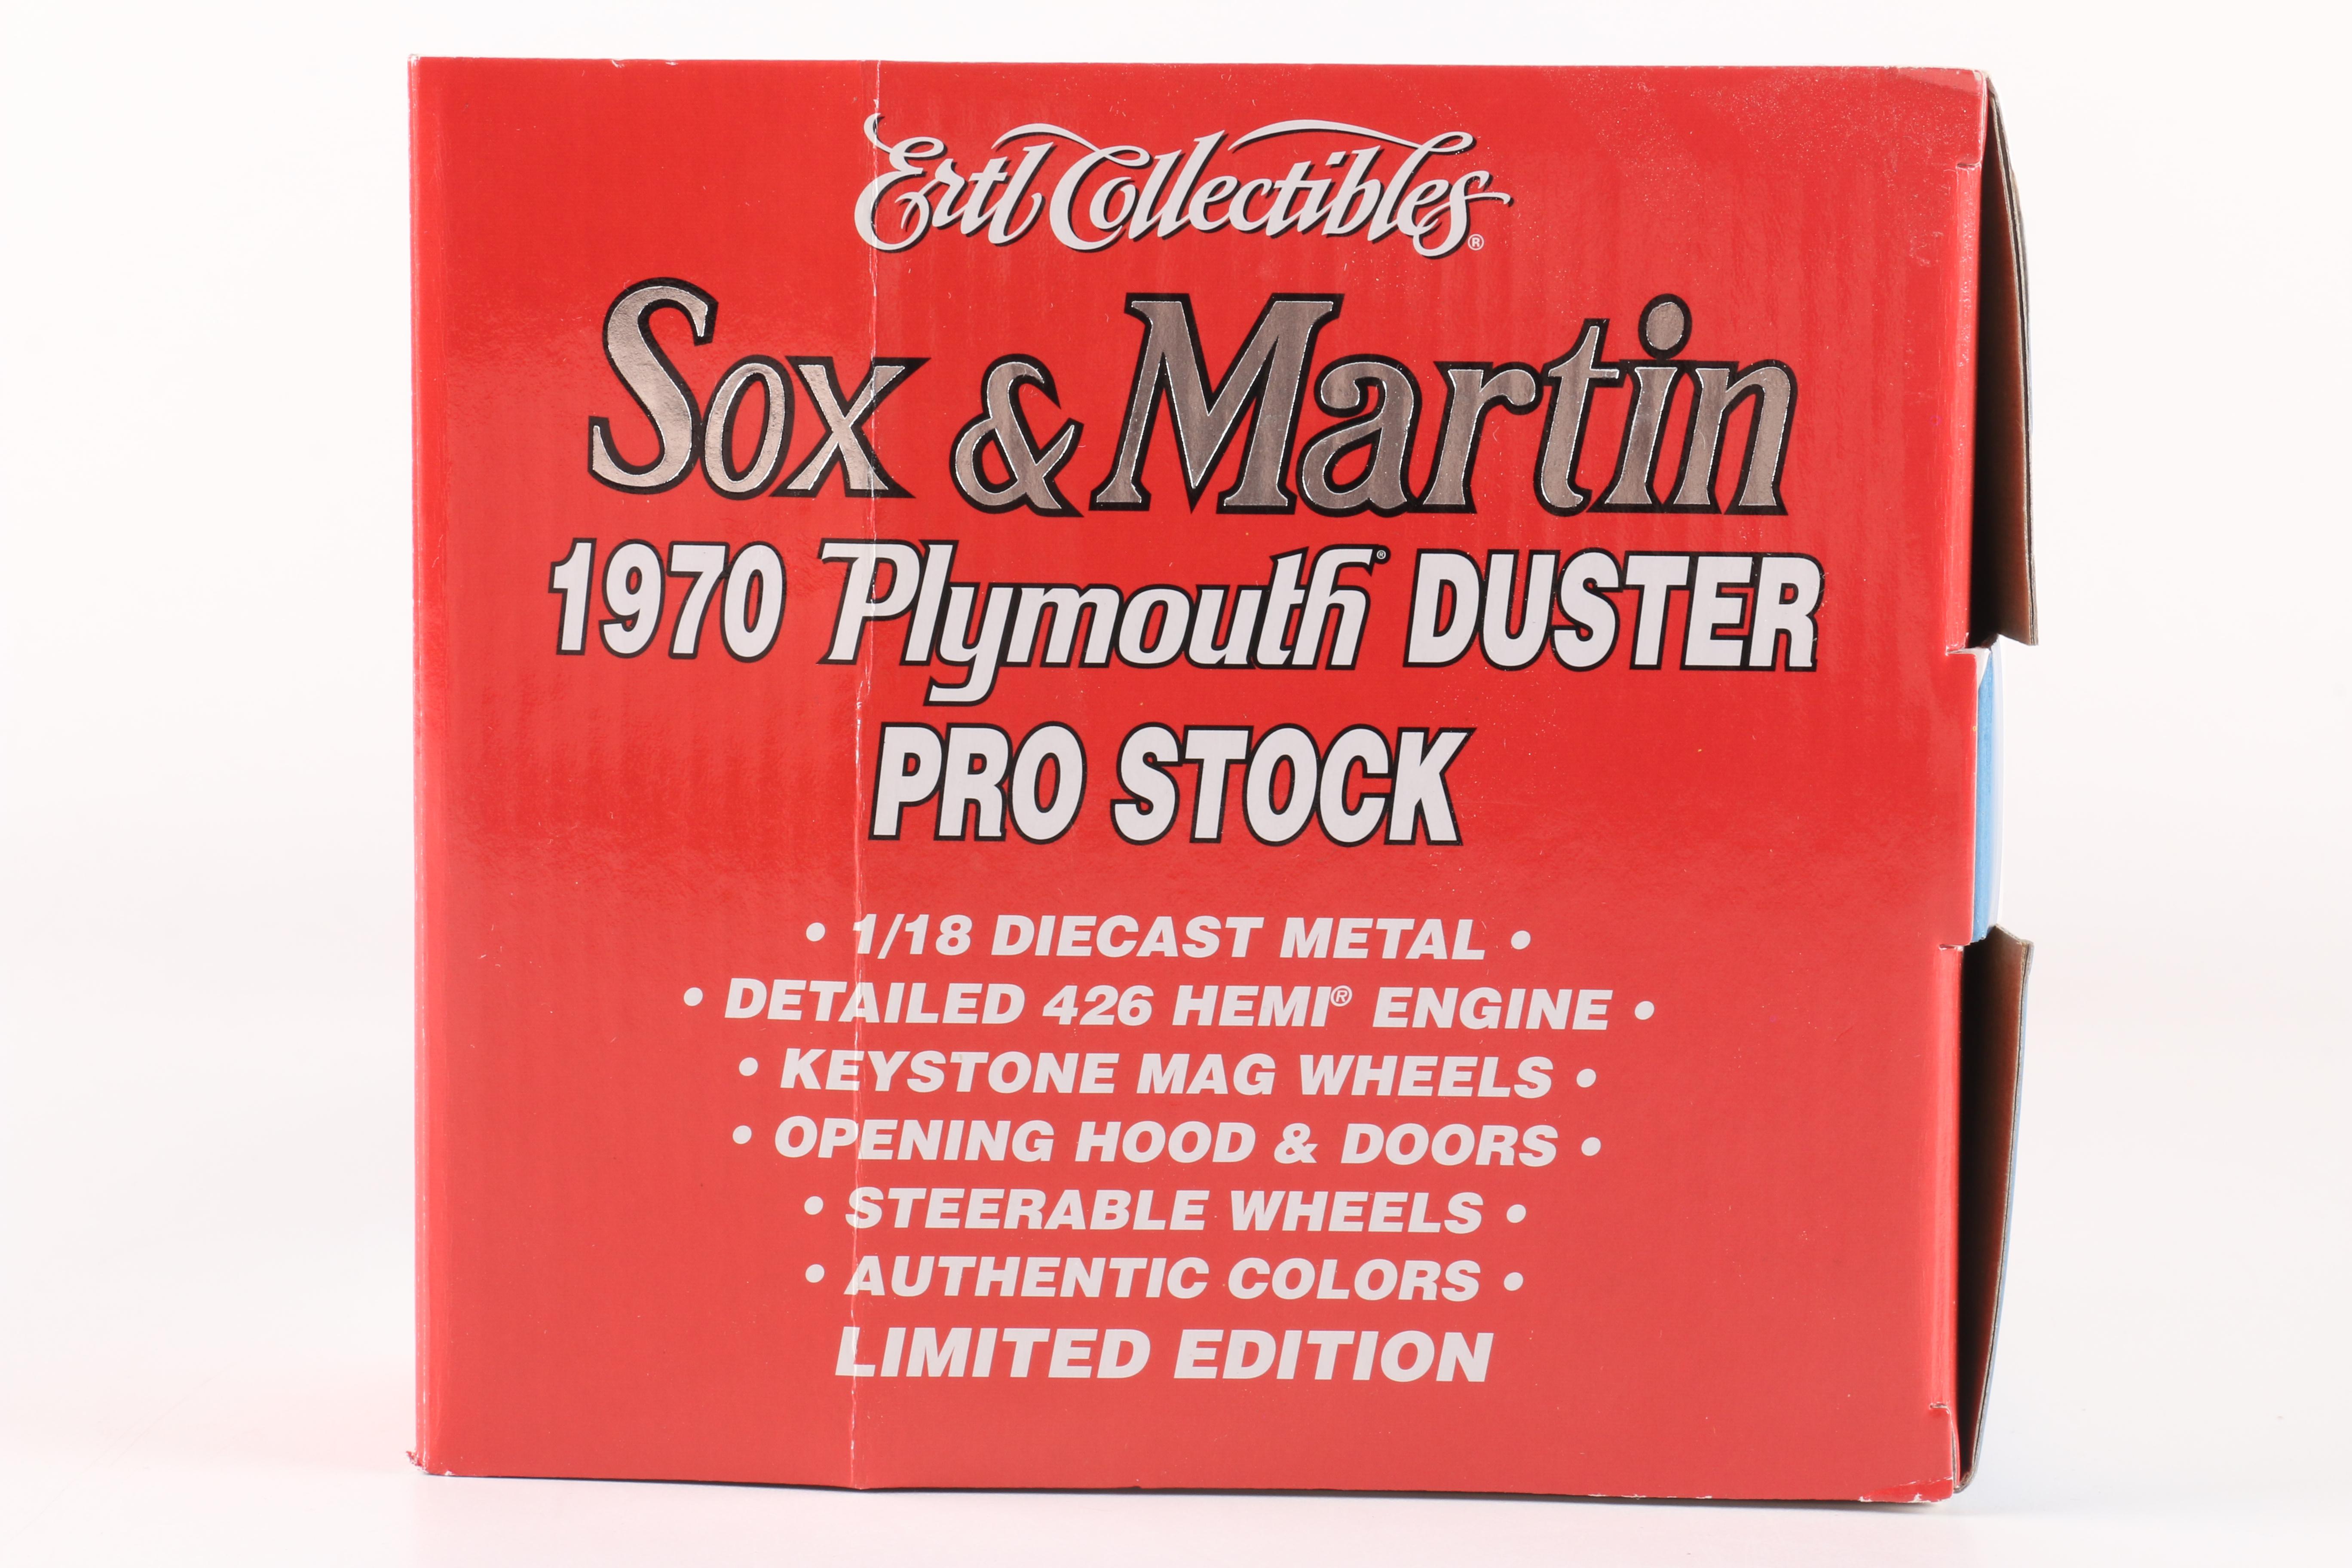 Ertl Collectibles®
Sox & Martin
1970 Plymouth® DUSTER
PRO STOCK
• 1/18 DIECAST METAL •
• DETAILED 426 HEMI® ENGINE •
• KEYSTONE MAG WHEELS •
• OPENING HOOD & DOORS •
• STEERABLE WHEELS •
• AUTHENTIC COLORS •
LIMITED EDITION